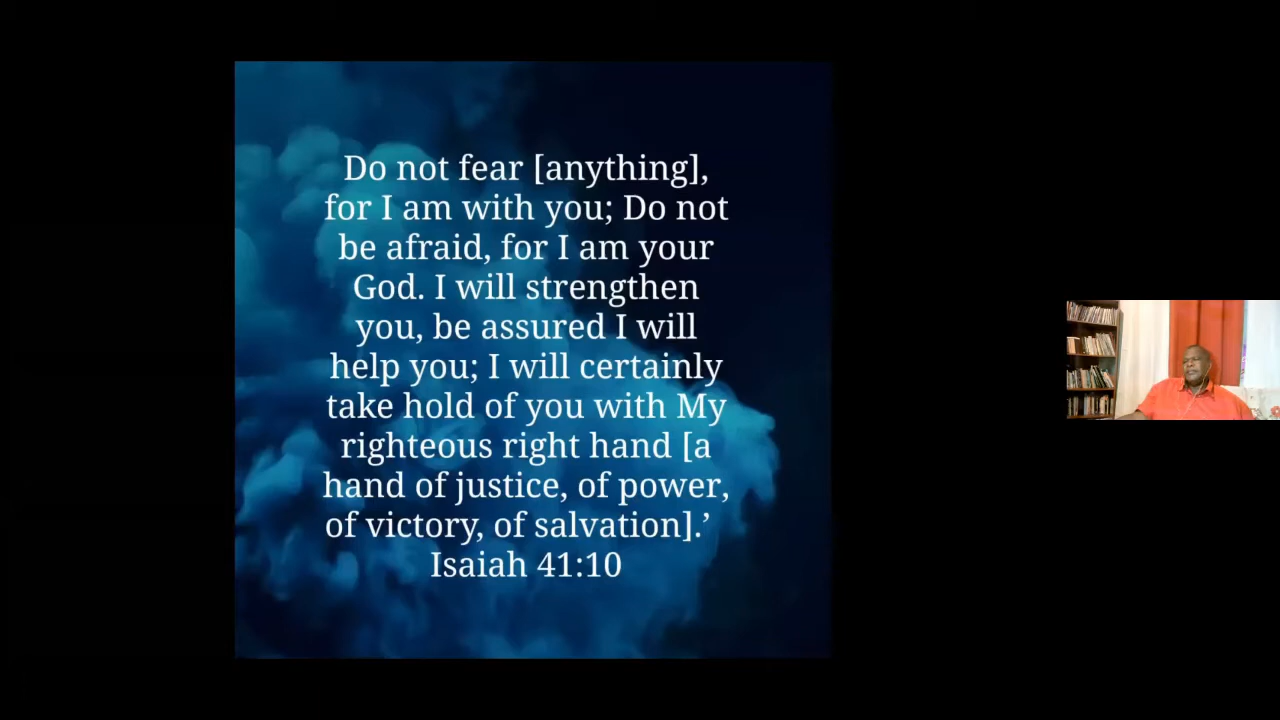 Do not fear [anything],
for I am with you; Do not
be afraid, for I am your
God. I will strengthen
you, be assured I will
help you; I will certainly
take hold of you with My
righteous right hand [a
hand of justice, of power,
of victory, of salvation].’
Isaiah 41:10